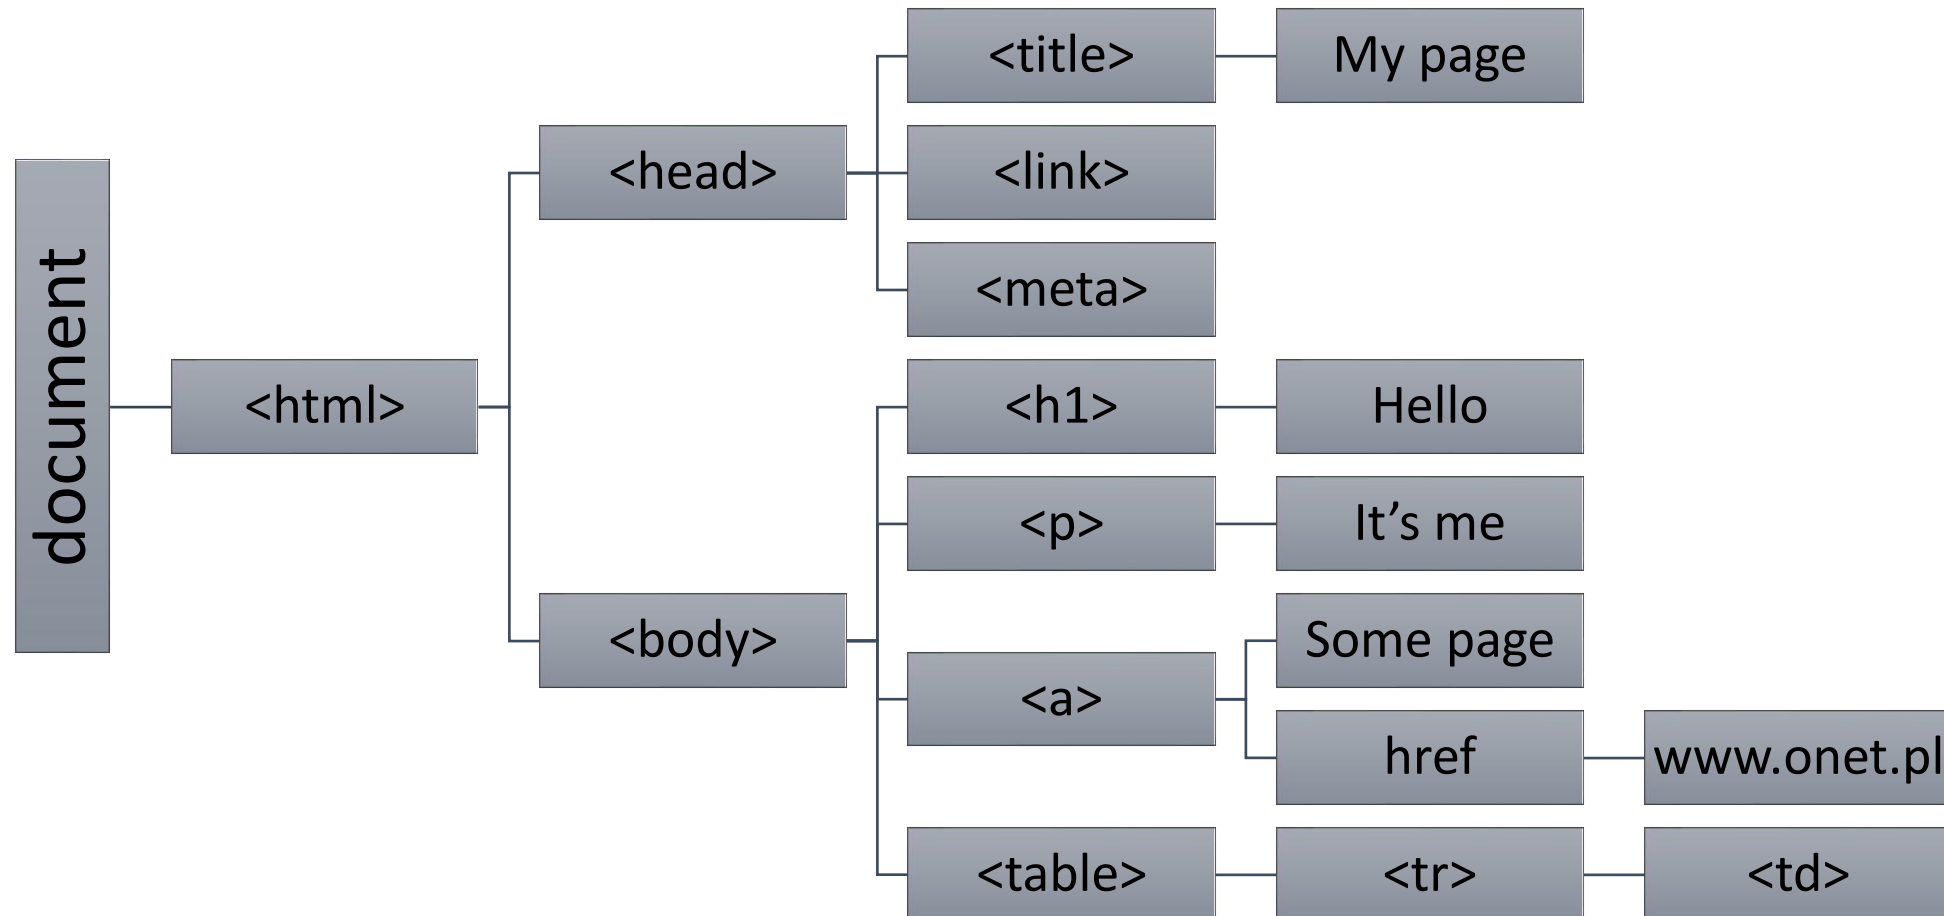 document
<html>
<head>
<title>
My page
<link>
<meta>
<body>
<h1>
Hello
<p>
It’s me
<a>
Some page
href
www.onet.pl
<table>
<tr>
<td>